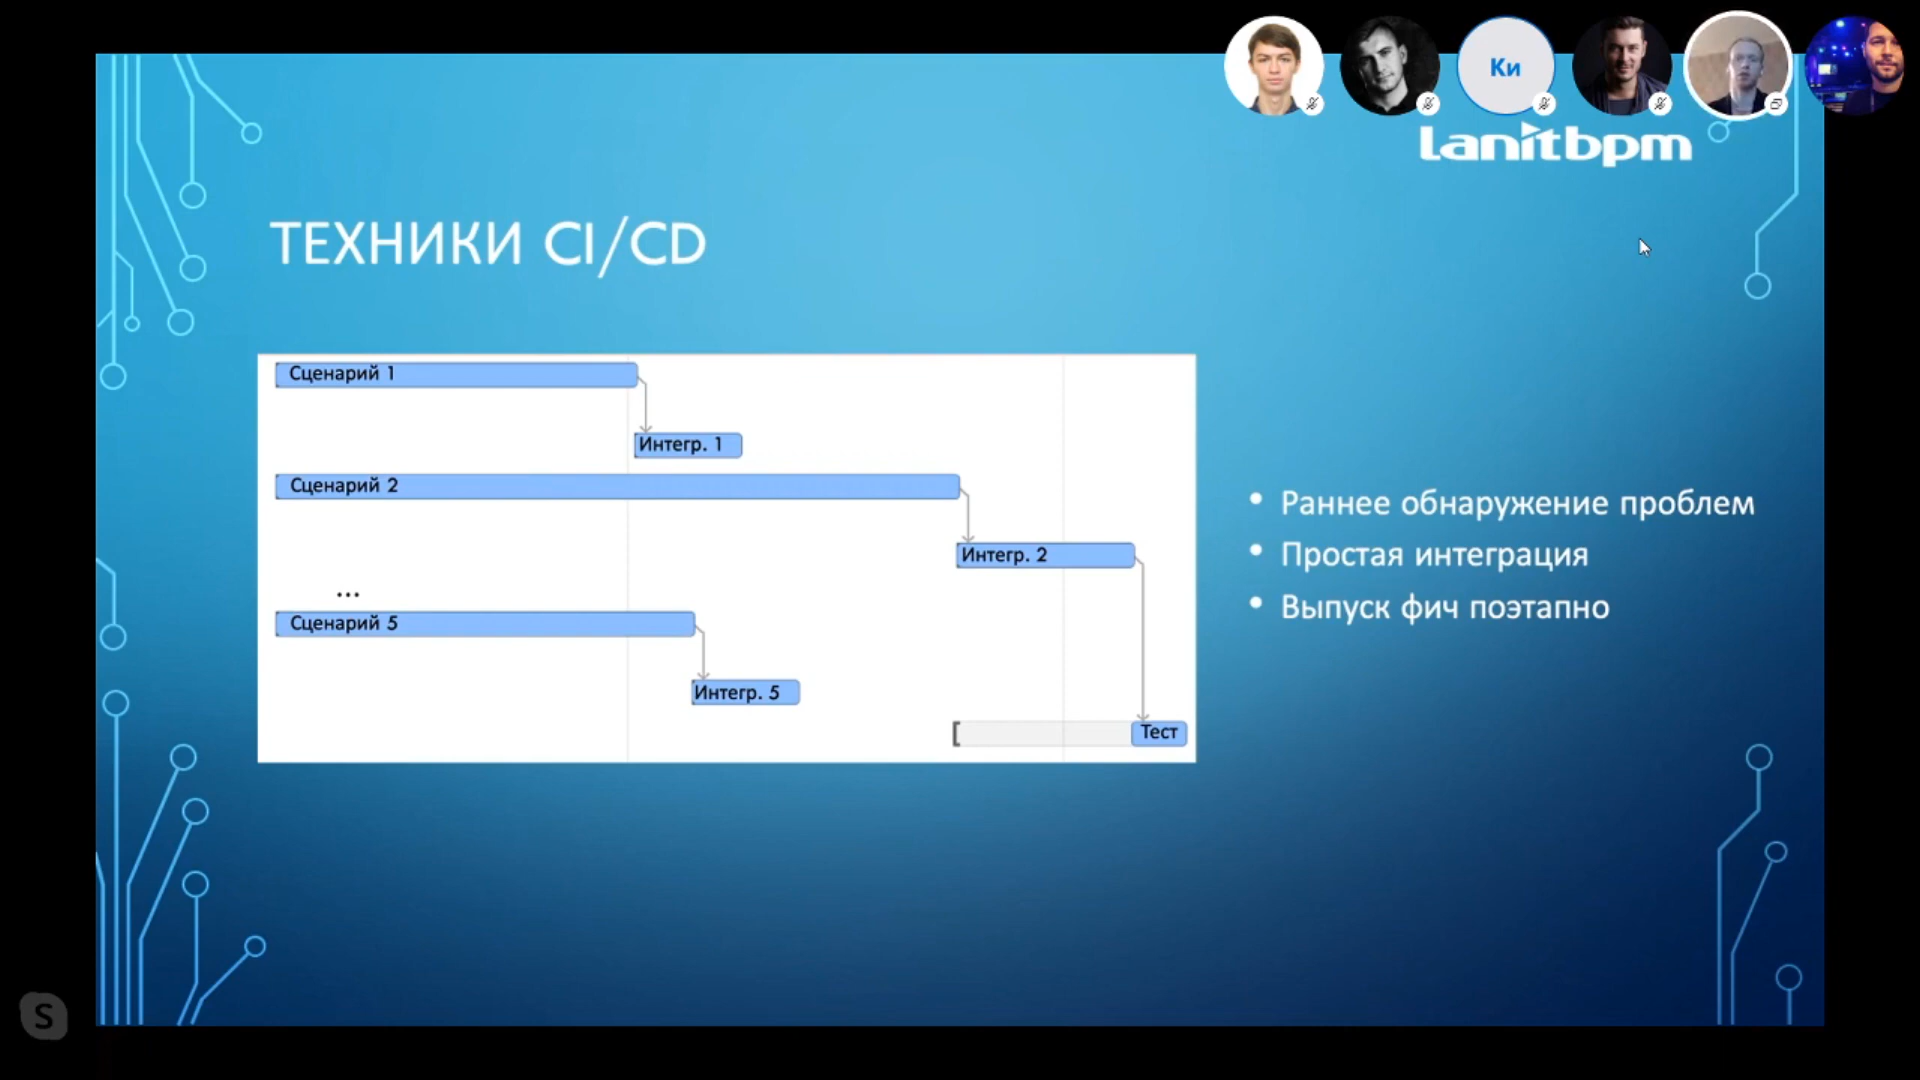 Ки
Lanitbpm
ТЕХНИКИ CI/CD
Сценарий 1
Интегр. 1
Сценарий 2
Интегр. 2
...
Сценарий 5
Интегр. 5
Тест
• Раннее обнаружение проблем
• Простая интеграция
• Выпуск фич поэтапно
S